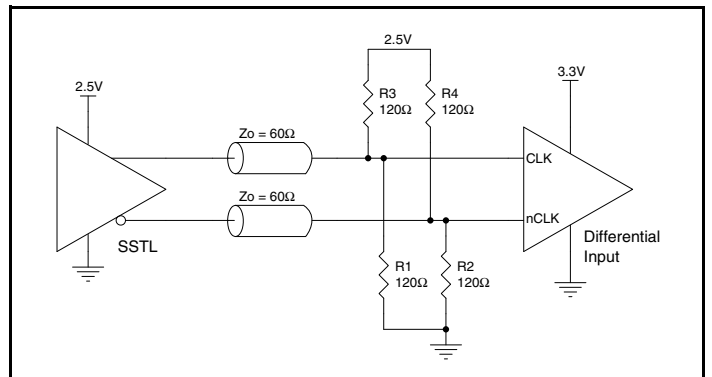 2.5V
2.5V
3.3V
R3
120Ω
R4
120Ω
Zo = 60Ω
CLK
Zo = 60Ω
nCLK
SSTL
Differential
Input
R1
120Ω
R2
120Ω